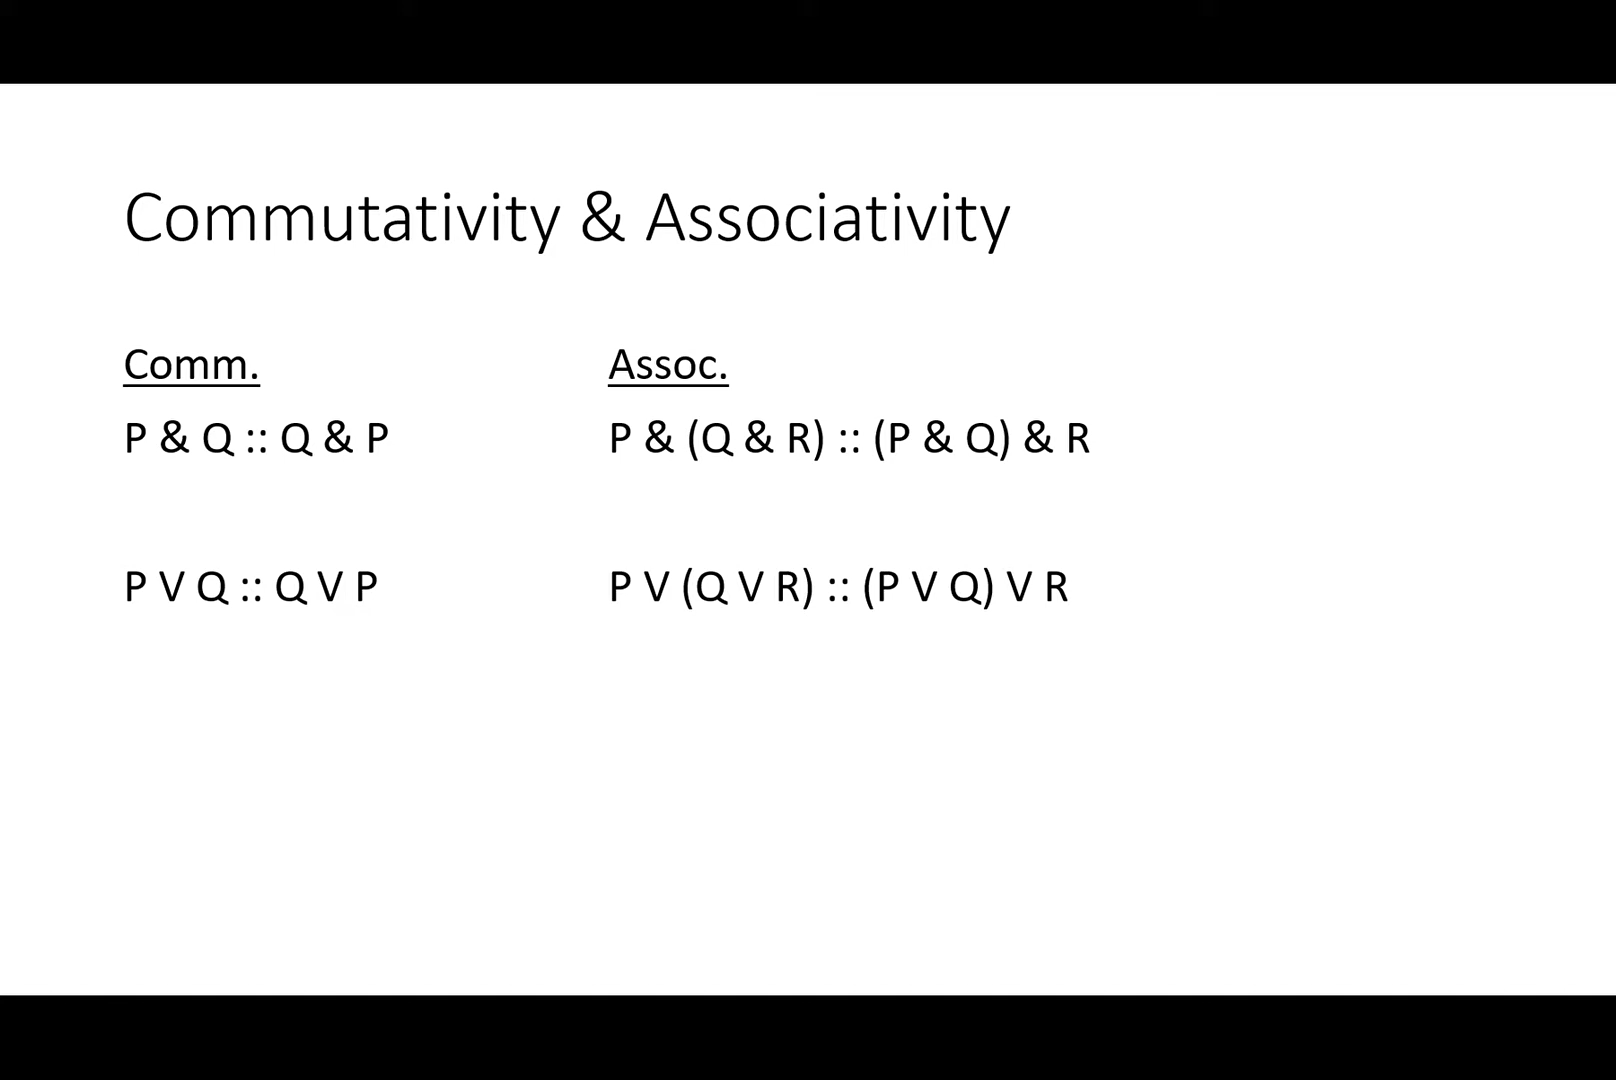 Commutativity & Associativity
Comm.
P & Q :: Q & P
P V Q :: Q V P
Assoc.
P & (Q & R) :: (P & Q) & R
P V (Q V R) :: (P V Q) V R